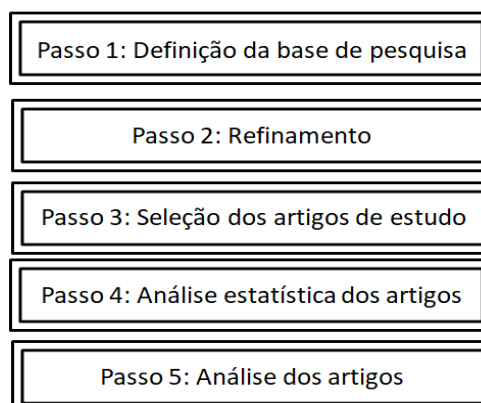 Passo 1: Definição da base de pesquisa
Passo 2: Refinamento
Passo 3: Seleção dos artigos de estudo
Passo 4: Análise estatística dos artigos
Passo 5: Análise dos artigos